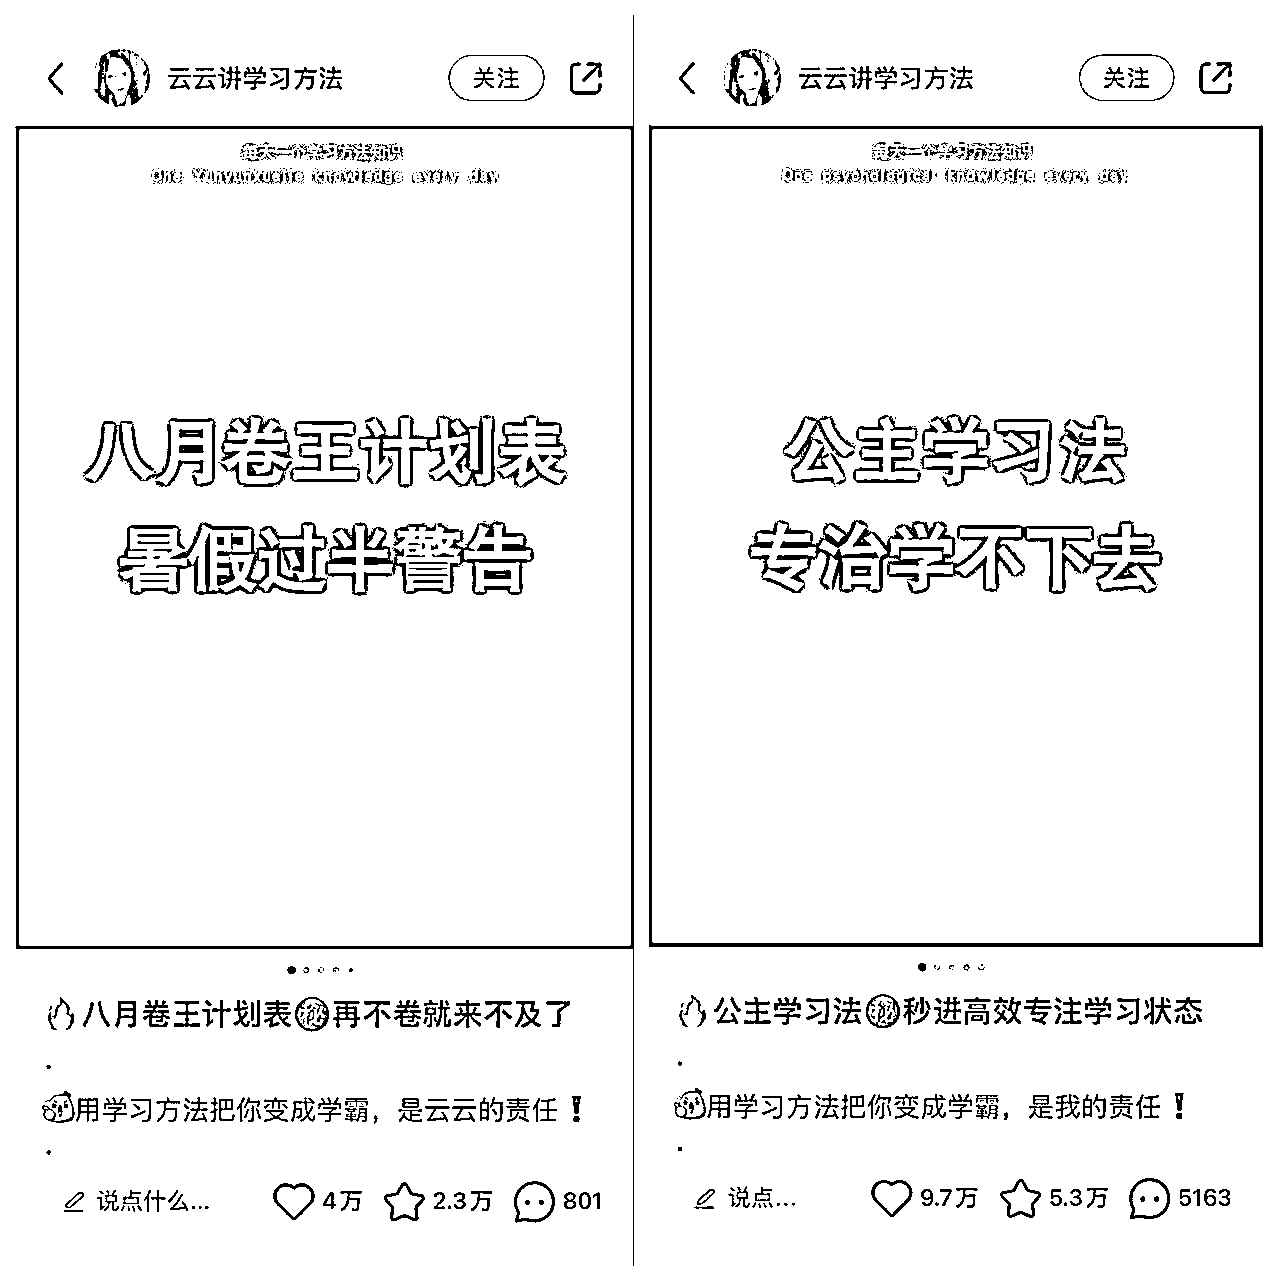 云云讲学习方法
关注
每天一个学习方法知识
One Yunyunxuejie knowledge every day
八月卷王计划表
暑假过半警告
八月卷王计划表再不卷就来不及了
.
用学习方法把你变成学霸，是云云的责任❗
.
说点什么...
4万
2.3万
801
云云讲学习方法
关注
每天一个学习方法知识
One psychological knowledge every day
公主学习法
专治学不下去
公主学习法秒进高效专注学习状态
.
用学习方法把你变成学霸，是我的责任❗
.
说点...
9.7万
5.3万
5163